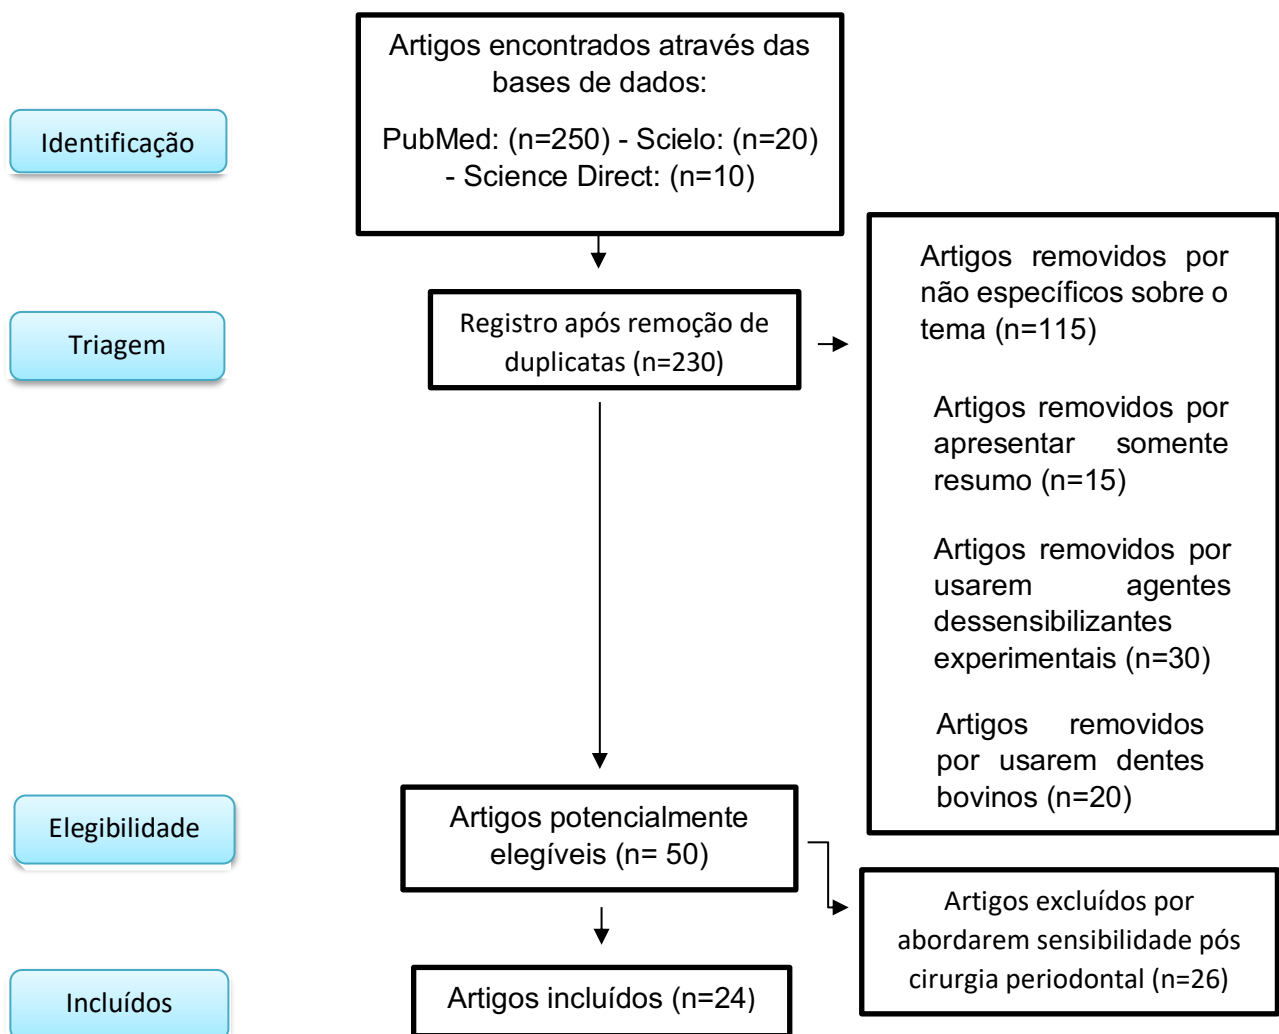 Artigos encontrados através das
bases de dados:
PubMed: (n=250) - Scielo: (n=20)
- Science Direct: (n=10)
Identificação
Triagem
Registro após remoção de
duplicatas (n=230)
Artigos removidos por
não específicos sobre o
tema (n=115)
Artigos removidos por
apresentar somente
resumo (n=15)
Artigos removidos por
usarem agentes
dessensibilizantes
experimentais (n=30)
Artigos removidos
por usarem dentes
bovinos (n=20)
Elegibilidade
Artigos potencialmente
elegíveis (n= 50)
Artigos excluídos por
abordarem sensibilidade pós
cirurgia periodontal (n=26)
Incluídos
Artigos incluídos (n=24)